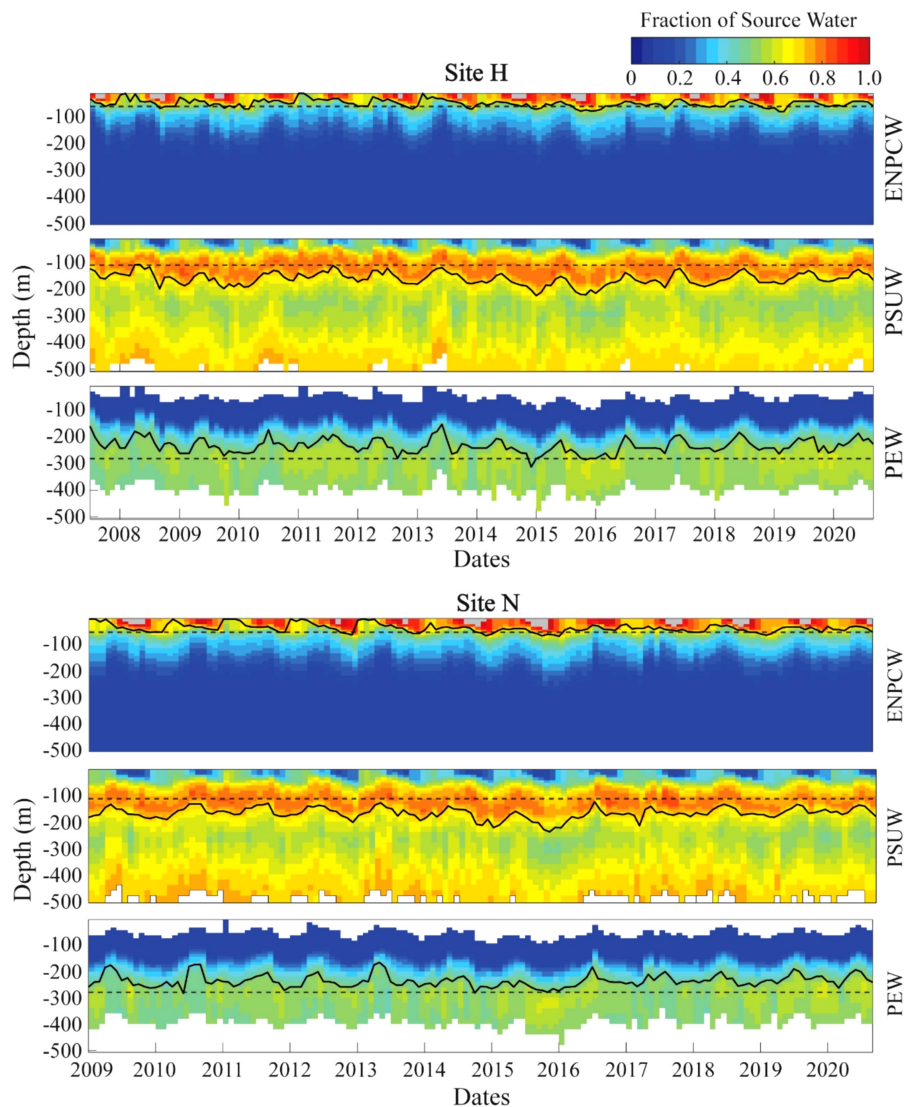 Fraction of Source Water
0 0.2 0.4 0.6 0.8 1.0
Site H
-100
-200
-300
-400
-500
ENPCW
-100
-200
-300
-400
-500
PSUW
Depth (m)
-100
-200
-300
-400
-500
PEW
2008 2009 2010 2011 2012 2013 2014 2015 2016 2017 2018 2019 2020
Dates
Site N
-100
-200
-300
-400
-500
ENPCW
-100
-200
-300
-400
-500
PSUW
Depth (m)
-100
-200
-300
-400
-500
PEW
2009 2010 2011 2012 2013 2014 2015 2016 2017 2018 2019 2020
Dates